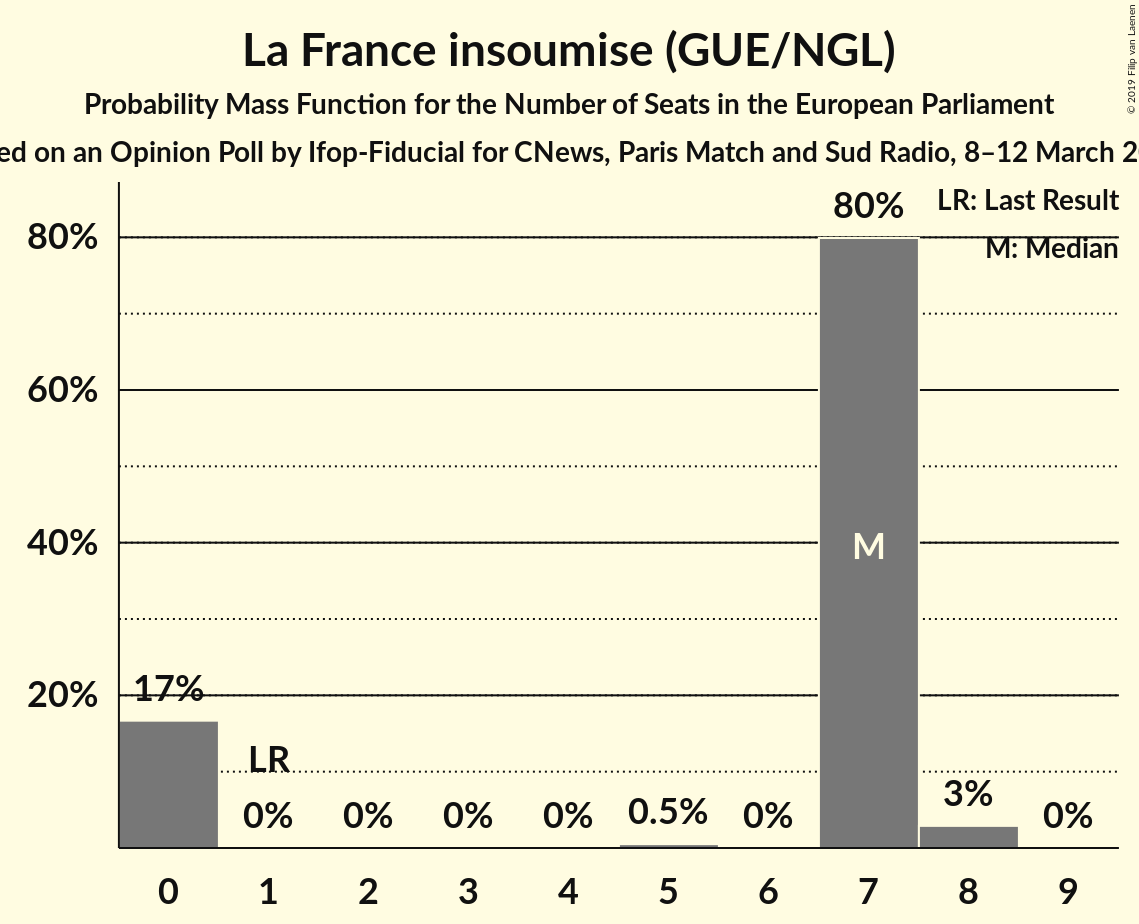 La France insoumise (GUE/NGL)
Probability Mass Function for the Number of Seats in the European Parliament
on an Opinion Poll by Ifop-Fiducial for CNews, Paris Match and Sud Radio, 8–12 March
© 2019 Filip van Laenen
LR: Last Result
M: Median
80%
60%
40%
20%
17%
LR
0%
0%
0%
0%
0.5%
0%
80%
M
3%
0%
0 1 2 3 4 5 6 7 8 9